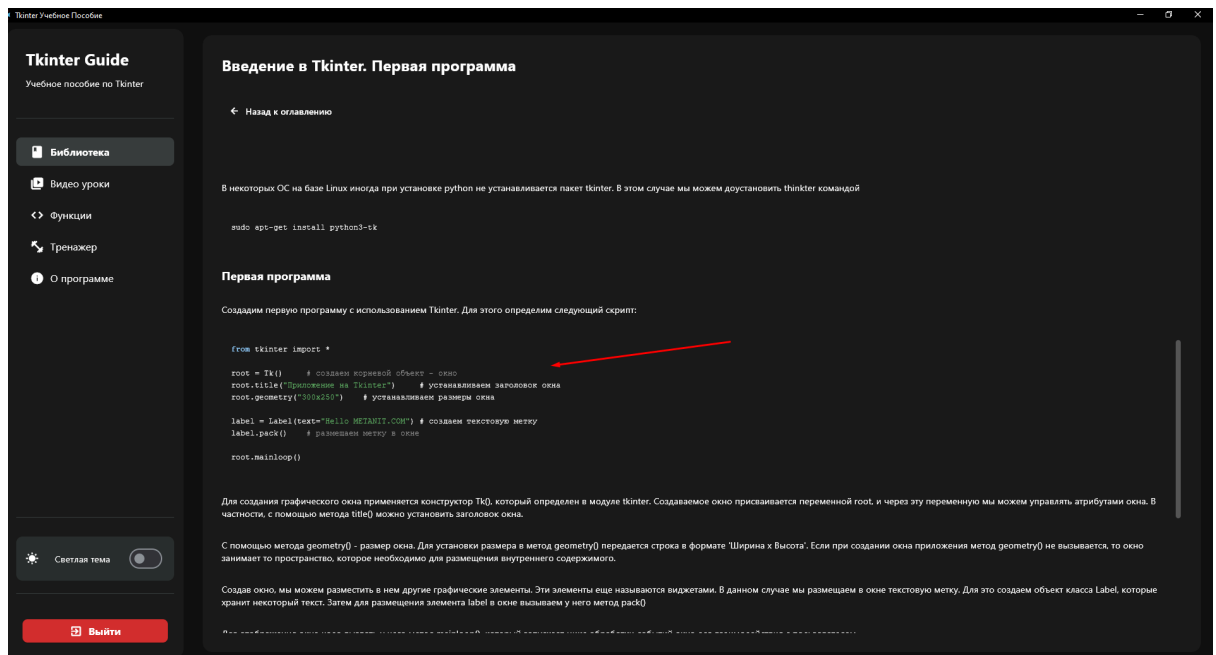 Tkinter Учебное Пособие
Tkinter Guide
Учебное пособие по Tkinter
Библиотека
Видео уроки
Функции
Тренажер
О программе
Светлая тема
Выйти
Введение в Tkinter. Первая программа
Назад к оглавлению
В некоторых ОС на базе Linux иногда при установке python не устанавливается пакет tkinter. В этом случае мы можем доустановить thinkter командой
sudo apt-get install python3-tk
Первая программа
Создадим первую программу с использованием Tkinter. Для этого определим следующий скрипт:
from tkinter import *
root = Tk()    # создаем корневой объект - окно
root.title("Приложение на Tkinter")    # устанавливаем заголовок окна
root.geometry("300x250")    # устанавливаем размеры окна
label = Label(text="Hello METANIT.COM") # создаем текстовую метку
label.pack()    # размещаем метку в окне
root.mainloop()
Для создания графического окна применяется конструктор Tk(), который определен в модуле tkinter. Создаваемое окно присваивается переменной root, и через эту переменную мы можем управлять атрибутами окна. В
частности, с помощью метода title() можно установить заголовок окна.
С помощью метода geometry() - размер окна. Для установки размера в метод geometry() передается строка в формате 'Ширина x Высота'. Если при создании окна приложения метод geometry() не вызывается, то окно
занимает то пространство, которое необходимо для размещения внутреннего содержимого.
Создав окно, мы можем разместить в нем другие графические элементы. Эти элементы еще называются виджетами. В данном случае мы размещаем в окне текстовую метку. Для это создаем объект класса Label, которые
хранит некоторый текст. Затем для размещения элемента label в окне вызываем у него метод pack()